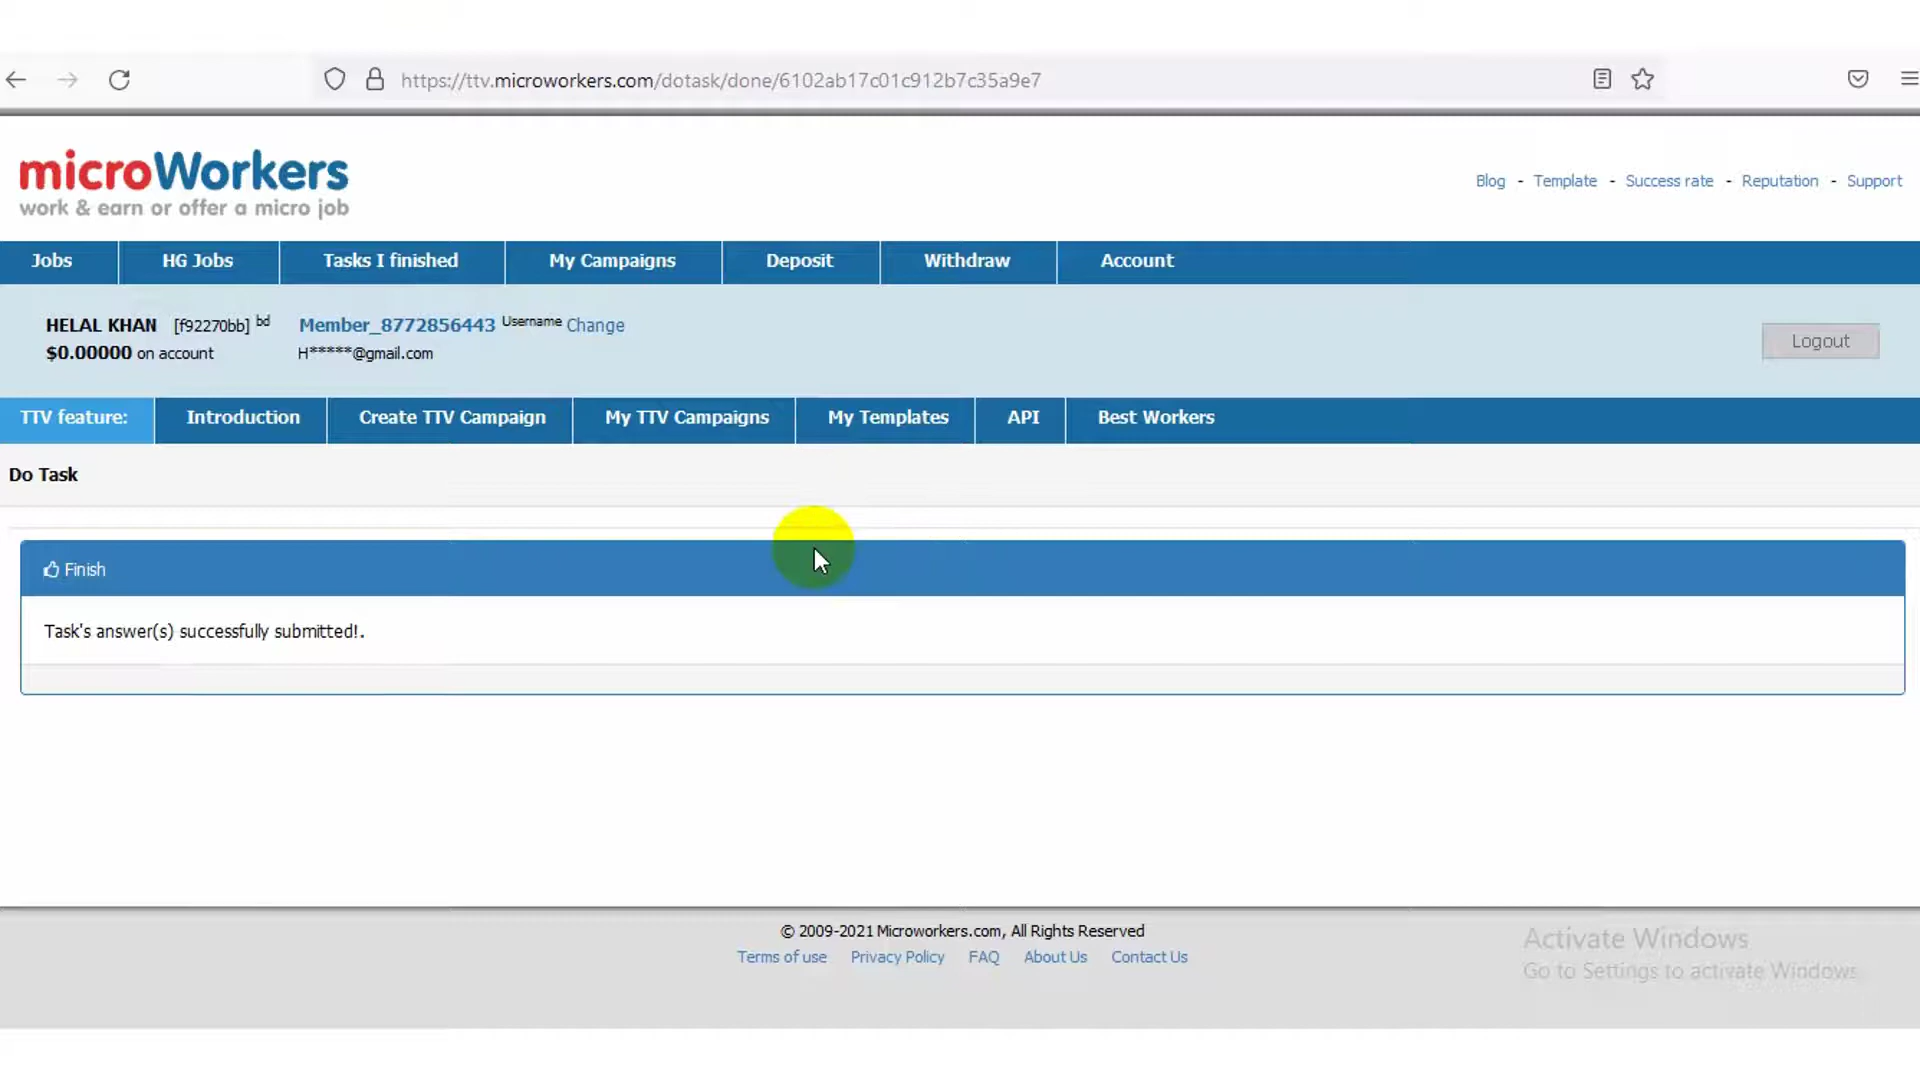 https://ttv.microworkers.com/dotask/done/6102ab17c01c912b7c35a9e7
microWorkers
work & earn or offer a micro job
Blog - Template - Success rate - Reputation - Support
Jobs HG Jobs Tasks I finished My Campaigns Deposit Withdraw Account
HELAL KHAN [f92270bb] bd Member_8772856443 Username Change
$0.00000 on account H*****@gmail.com
Logout
TTV feature: Introduction Create TTV Campaign My TTV Campaigns My Templates API Best Workers
Do Task
Finish
Task's answer(s) successfully submitted!.
© 2009-2021 Microworkers.com, All Rights Reserved
Terms of use Privacy Policy FAQ About Us Contact Us
Activate Windows
Go to Settings to activate Windows.